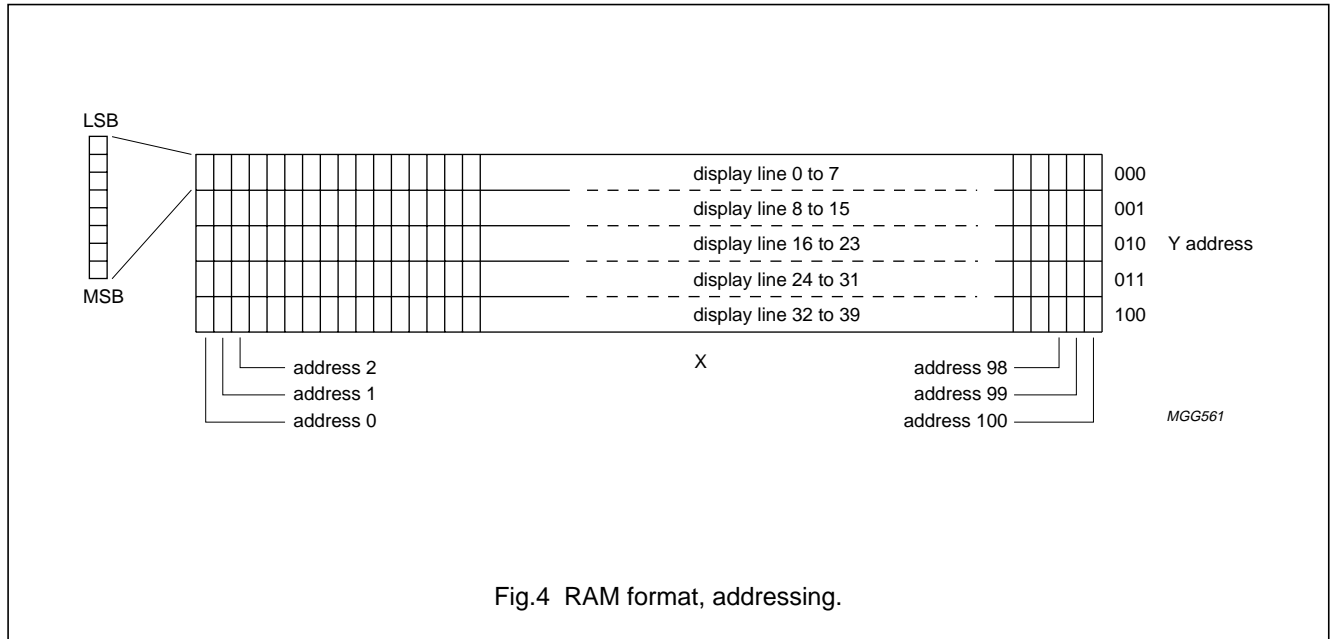 LSB
MSB
display line 0 to 7
000
display line 8 to 15
001
display line 16 to 23
010 Y address
display line 24 to 31
011
display line 32 to 39
100
X
address 2
address 1
address 0
address 98
address 99
address 100
MGG561
Fig.4 RAM format, addressing.